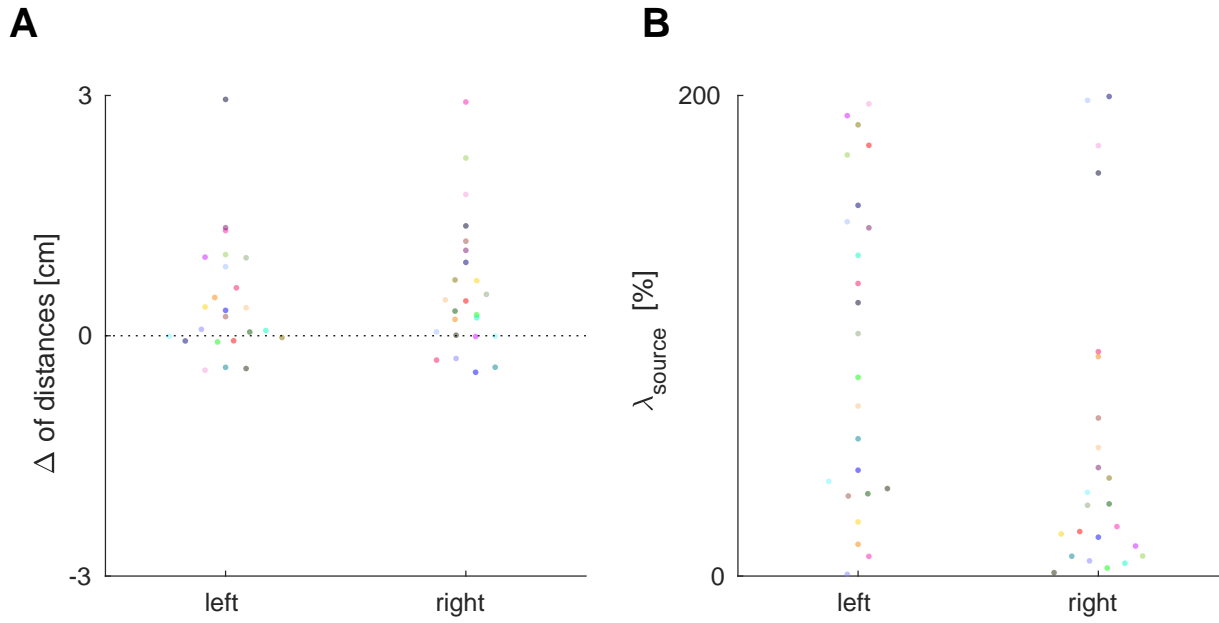 A
B
3
0
-3
Δ of distances [cm]
left
right
200
0
λsource [%]
left
right